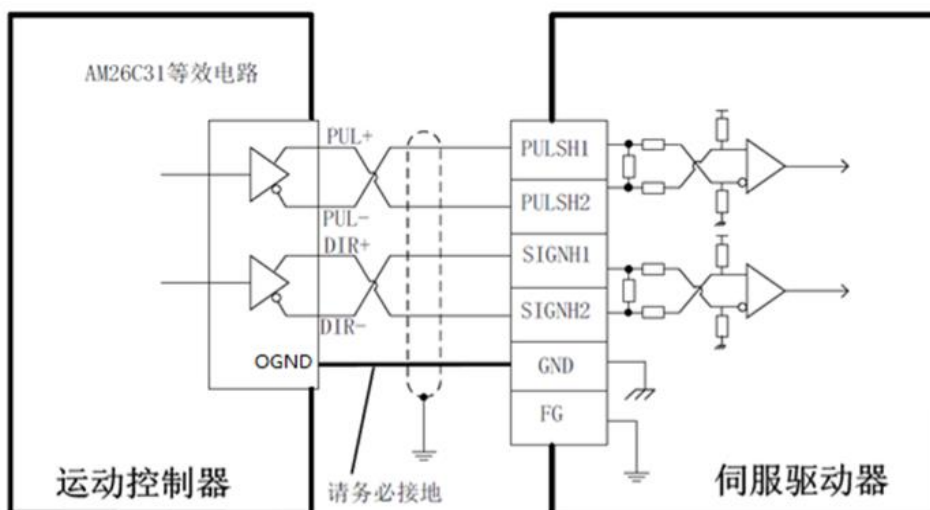 AM26C31等效电路
PUL+
PULSH1
PUL-
PULSH2
DIR+
SIGNH1
DIR-
SIGNH2
OGND
GND
FG
运动控制器
请务必接地
伺服驱动器